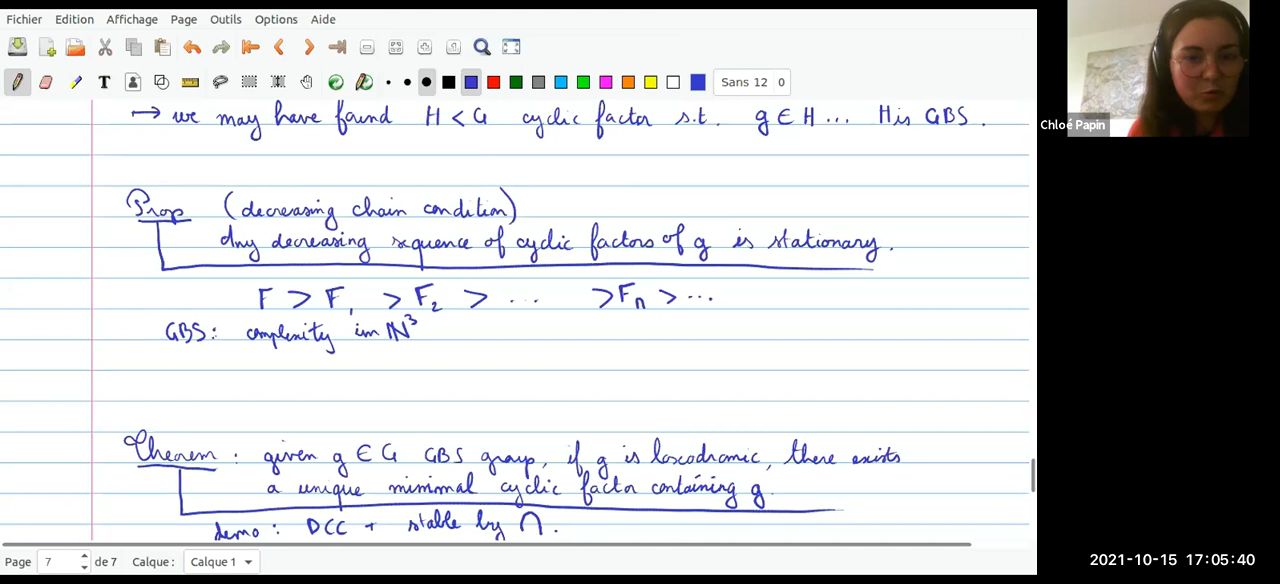 Fichier Edition Affichage Page Outils Options Aide
Sans 12 0
↦ we may have found H < G cyclic factor s.t. g ∈ H ... H is GBS.
Prop (decreasing chain condition)
Any decreasing sequence of cyclic factors of g is stationary.
F > F₁ > F₂ > ... > Fₙ > ...
GBS: complexity in ℕ³
Theorem : given g ∈ G GBS group, if g is loxodromic, there exists
a unique minimal cyclic factor containing g.
demo : DCC + stable by ∩.
Page 7 de 7 Calque : Calque 1
Chloé Papin
2021-10-15 17:05:40